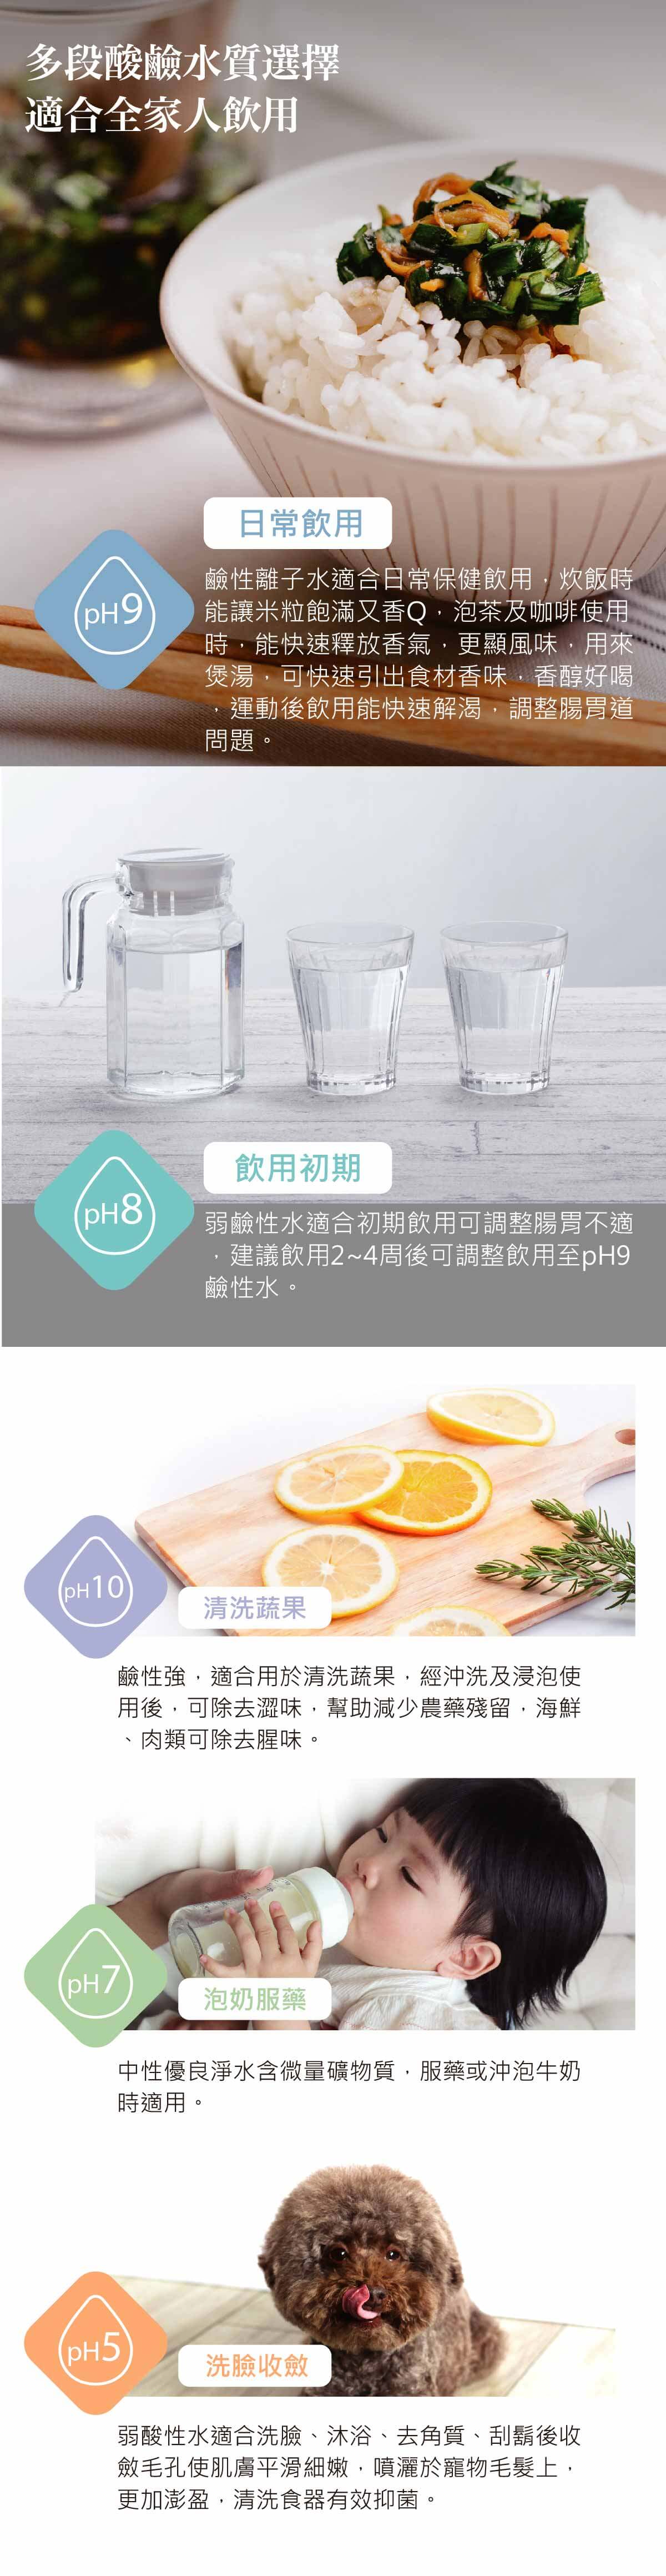 多段酸鹼水質選擇
適合全家人飲用
日常飲用
pH9
鹼性離子水適合日常保健飲用，炊飯時
能讓米粒飽滿又香Q，泡茶及咖啡使用
時，能快速釋放香氣，更顯風味，用來
煲湯，可快速引出食材香味，香醇好喝
，運動後飲用能快速解渴，調整腸胃道
問題。
飲用初期
pH8
弱鹼性水適合初期飲用可調整腸胃不適
，建議飲用2~4周後可調整飲用至pH9
鹼性水。
pH10
清洗蔬果
鹼性強，適合用於清洗蔬果，經沖洗及浸泡使
用後，可除去澀味，幫助減少農藥殘留，海鮮
、肉類可除去腥味。
pH7
泡奶服藥
中性優良淨水含微量礦物質，服藥或沖泡牛奶
時適用。
pH5
洗臉收斂
弱酸性水適合洗臉、沐浴、去角質、刮鬍後收
斂毛孔使肌膚平滑細嫩，噴灑於寵物毛髮上，
更加澎盈，清洗食器有效抑菌。